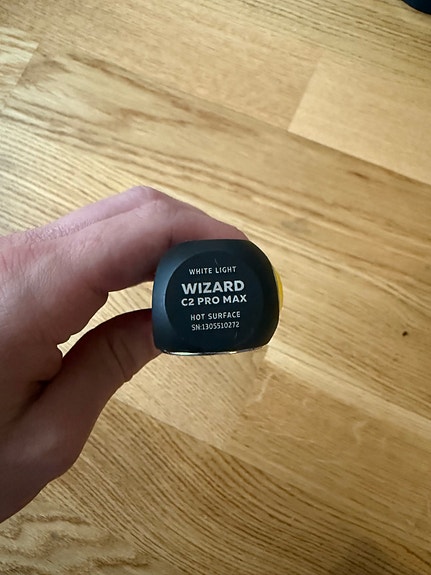 WHITE LIGHT
WIZARD
C2 PRO MAX
HOT SURFACE
SN:1305510272